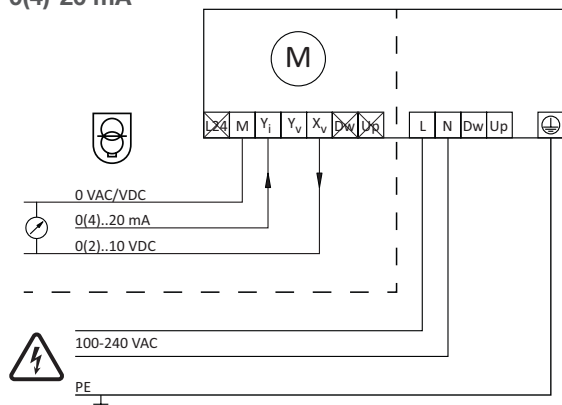 0(4)-20 mA
M
L24 M Yi Yv Xv Dw Up L N Dw Up
0 VAC/VDC
0(4)..20 mA
0(2)..10 VDC
100-240 VAC
PE